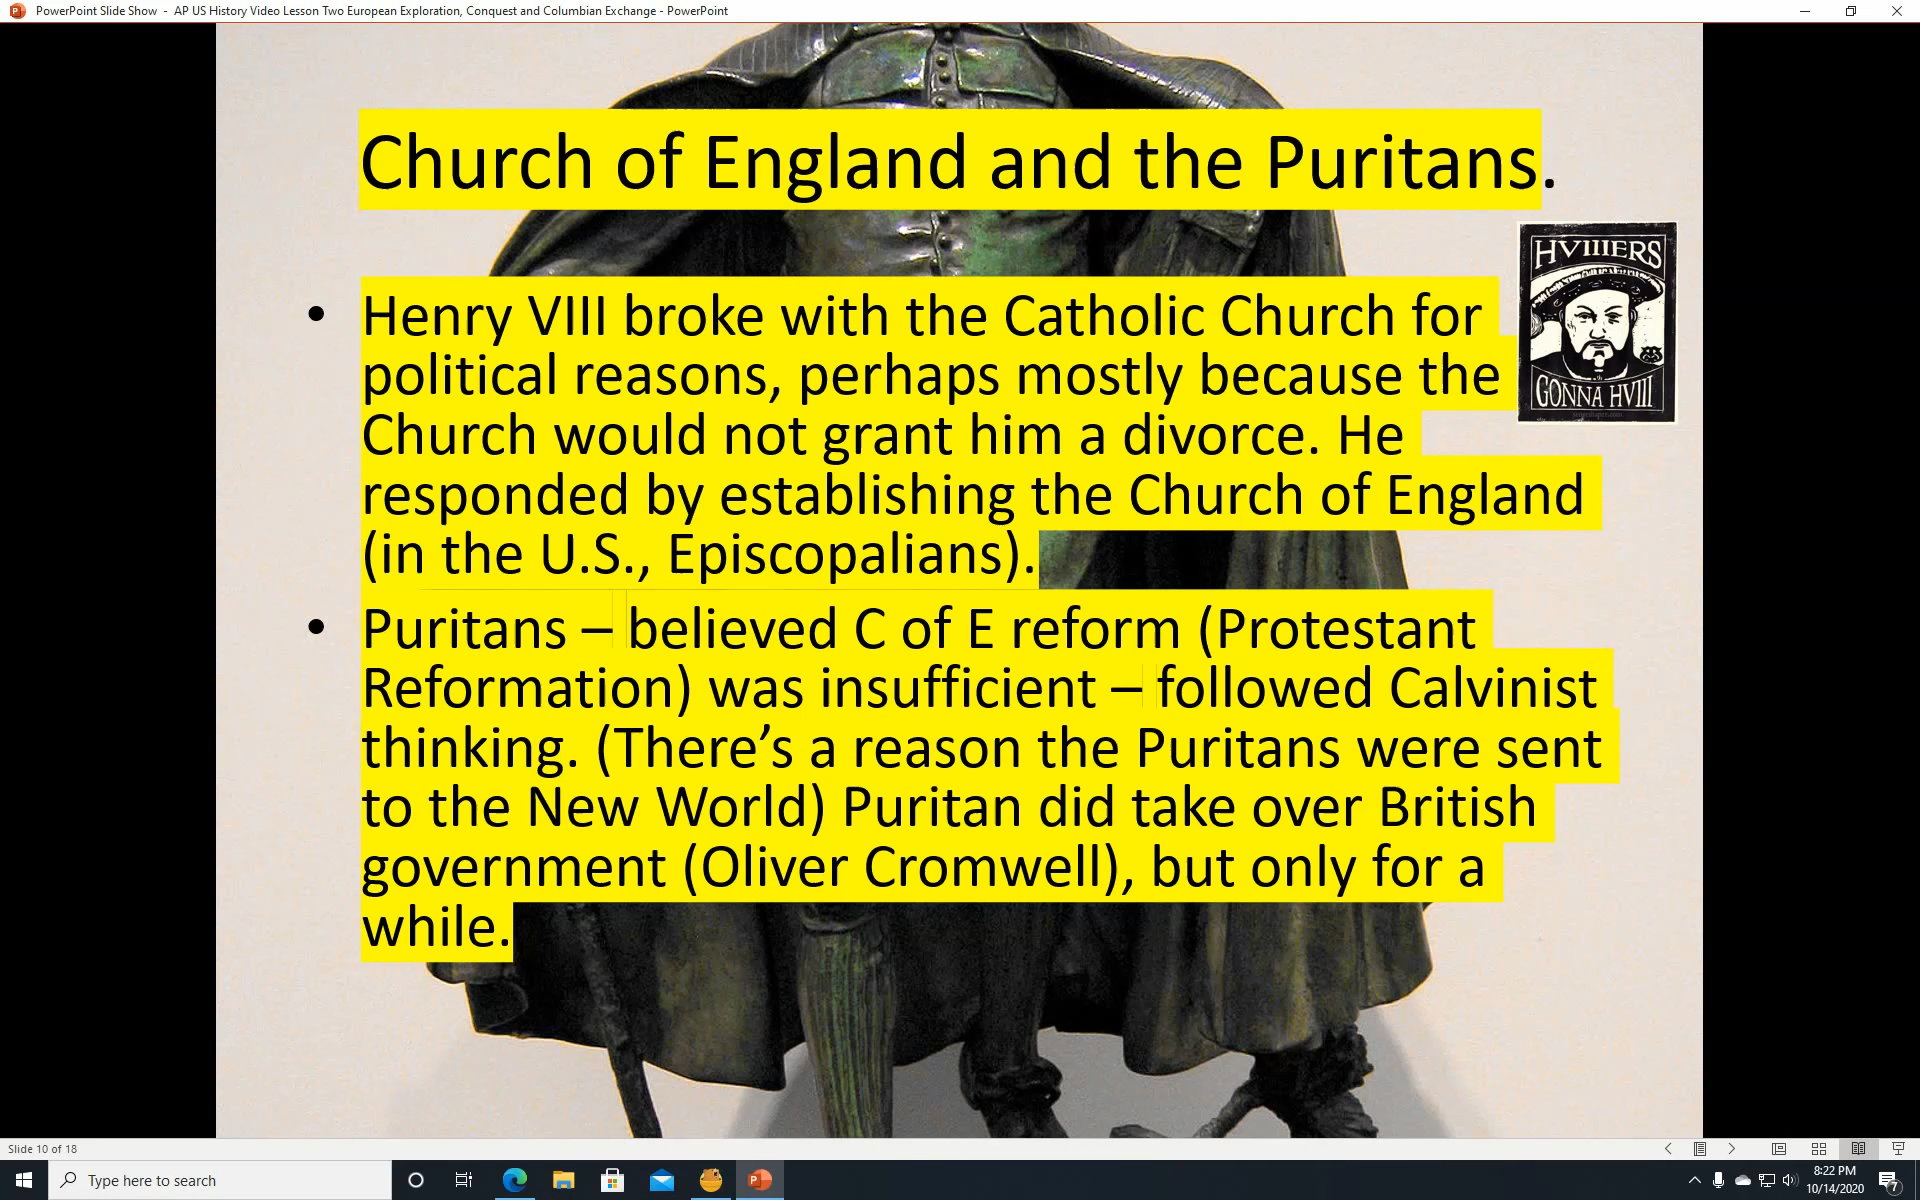 PowerPoint Slide Show - AP US History Video Lesson Two European Exploration, Conquest and Columbian Exchange - PowerPoint
Church of England and the Puritans.
HVIIIERS
GONNA HVIII
• Henry VIII broke with the Catholic Church for
political reasons, perhaps mostly because the
Church would not grant him a divorce. He
responded by establishing the Church of England
(in the U.S., Episcopalians).
• Puritans – believed C of E reform (Protestant
Reformation) was insufficient – followed Calvinist
thinking. (There’s a reason the Puritans were sent
to the New World) Puritan did take over British
government (Oliver Cromwell), but only for a
while.
Slide 10 of 18
Type here to search
8:22 PM
10/14/2020
7